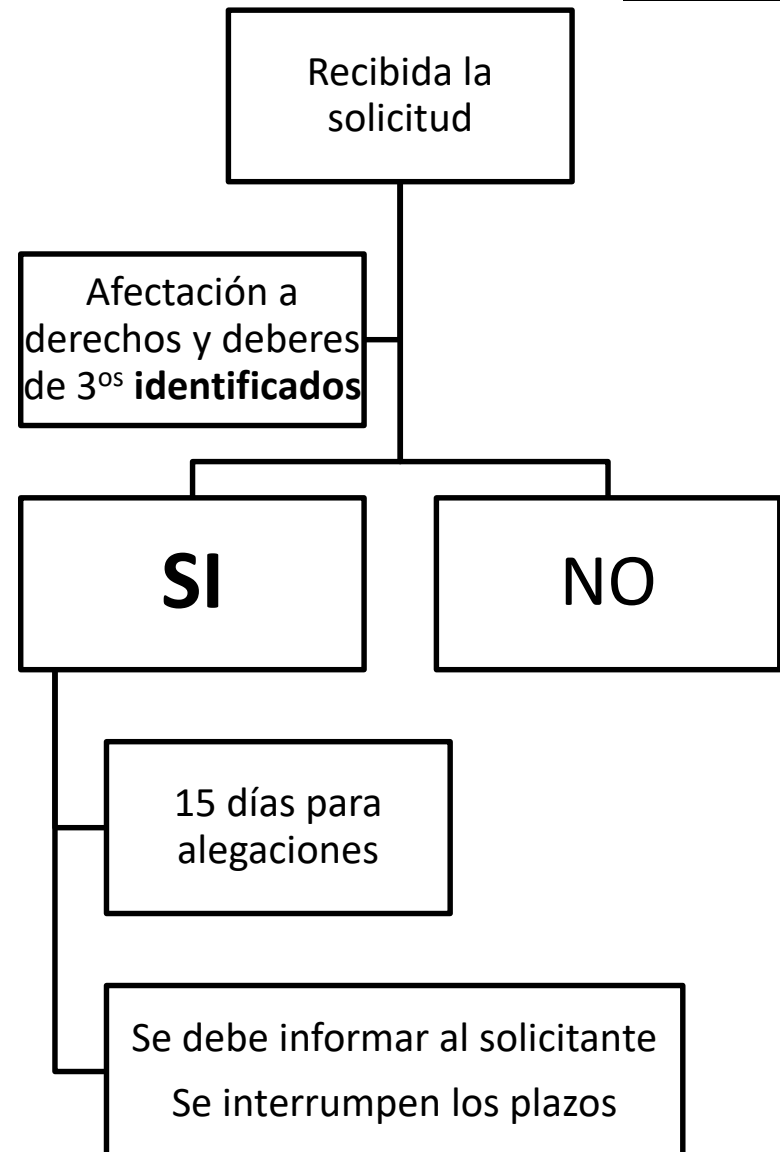 Recibida la
solicitud
Afectación a
derechos y deberes
de 3os identificados
SI
NO
15 días para
alegaciones
Se debe informar al solicitante
Se interrumpen los plazos